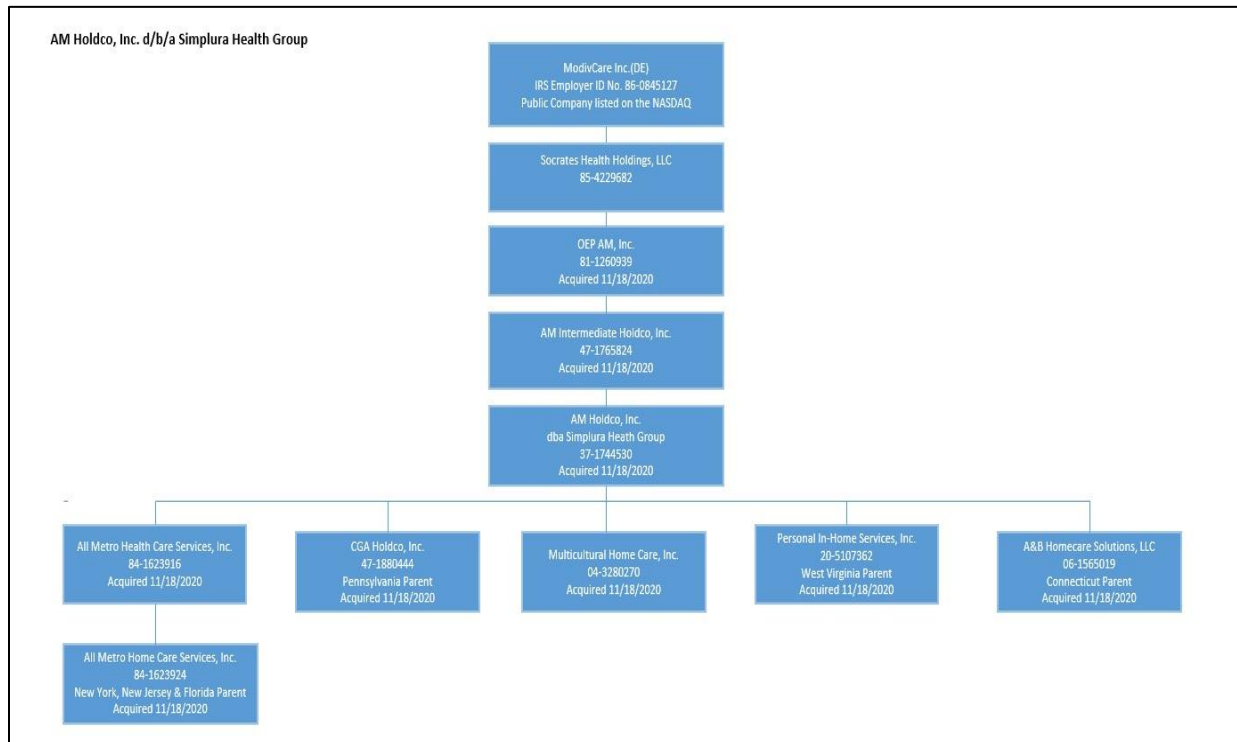 AM Holdco, Inc. d/b/a Simplura Health Group
ModivCare Inc.(DE)
IRS Employer ID No. 86-0845127
Public Company listed on the NASDAQ
Socrates Health Holdings, LLC
85-4229682
OEP AM, Inc.
81-1260939
Acquired 11/18/2020
AM Intermediate Holdco, Inc.
47-1765824
Acquired 11/18/2020
AM Holdco, Inc.
dba Simplura Heath Group
37-1744530
Acquired 11/18/2020
All Metro Health Care Services, Inc.
84-1623916
Acquired 11/18/2020
CGA Holdco, Inc.
47-1880444
Pennsylvania Parent
Acquired 11/18/2020
Multicultural Home Care, Inc.
04-3280270
Acquired 11/18/2020
Personal In-Home Services, Inc.
20-5107362
West Virginia Parent
Acquired 11/18/2020
A&B Homecare Solutions, LLC
06-1565019
Connecticut Parent
Acquired 11/18/2020
All Metro Home Care Services, Inc.
84-1623924
New York, New Jersey & Florida Parent
Acquired 11/18/2020